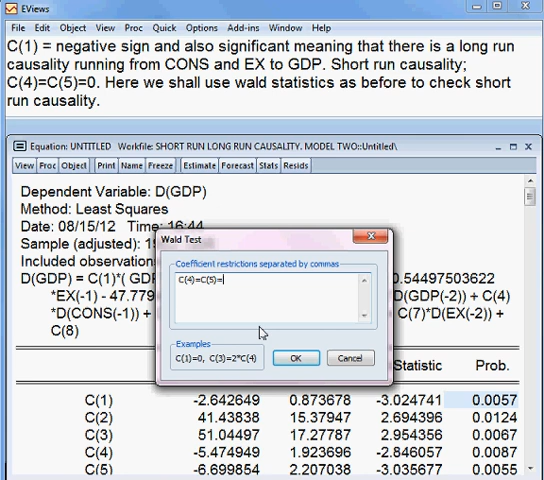 EViews
File Edit Object View Proc Quick Options Add-ins Window Help
C(1) = negative sign and also significant meaning that there is a long run
causality running from CONS and EX to GDP. Short run causality;
C(4)=C(5)=0. Here we shall use wald statistics as before to check short
run causality.
Equation: UNTITLED Workfile: SHORT RUN LONG RUN CAUSALITY. MODEL TWO::Untitled\
View Proc Object Print Name Freeze Estimate Forecast Stats Resids
Dependent Variable: D(GDP)
Method: Least Squares
Date: 08/15/12 Time: 16:44
Sample (adjusted): 19
Included observation
D(GDP) = C(1)*( GDP 0.54497503622
*EX(-1) - 47.779 D(GDP(-2)) + C(4)
*D(CONS(-1)) + C(7)*D(EX(-2)) +
C(8)
Wald Test
Coefficient restrictions separated by commas
C(4)=C(5)=
Examples
C(1)=0, C(3)=2*C(4)
OK Cancel
Statistic Prob.
C(1) -2.642649 0.873678 -3.024741 0.0057
C(2) 41.43838 15.37947 2.694396 0.0124
C(3) 51.04497 17.27787 2.954356 0.0067
C(4) -5.474949 1.923696 -2.846057 0.0087
C(5) -6.699854 2.207038 -3.035677 0.0055